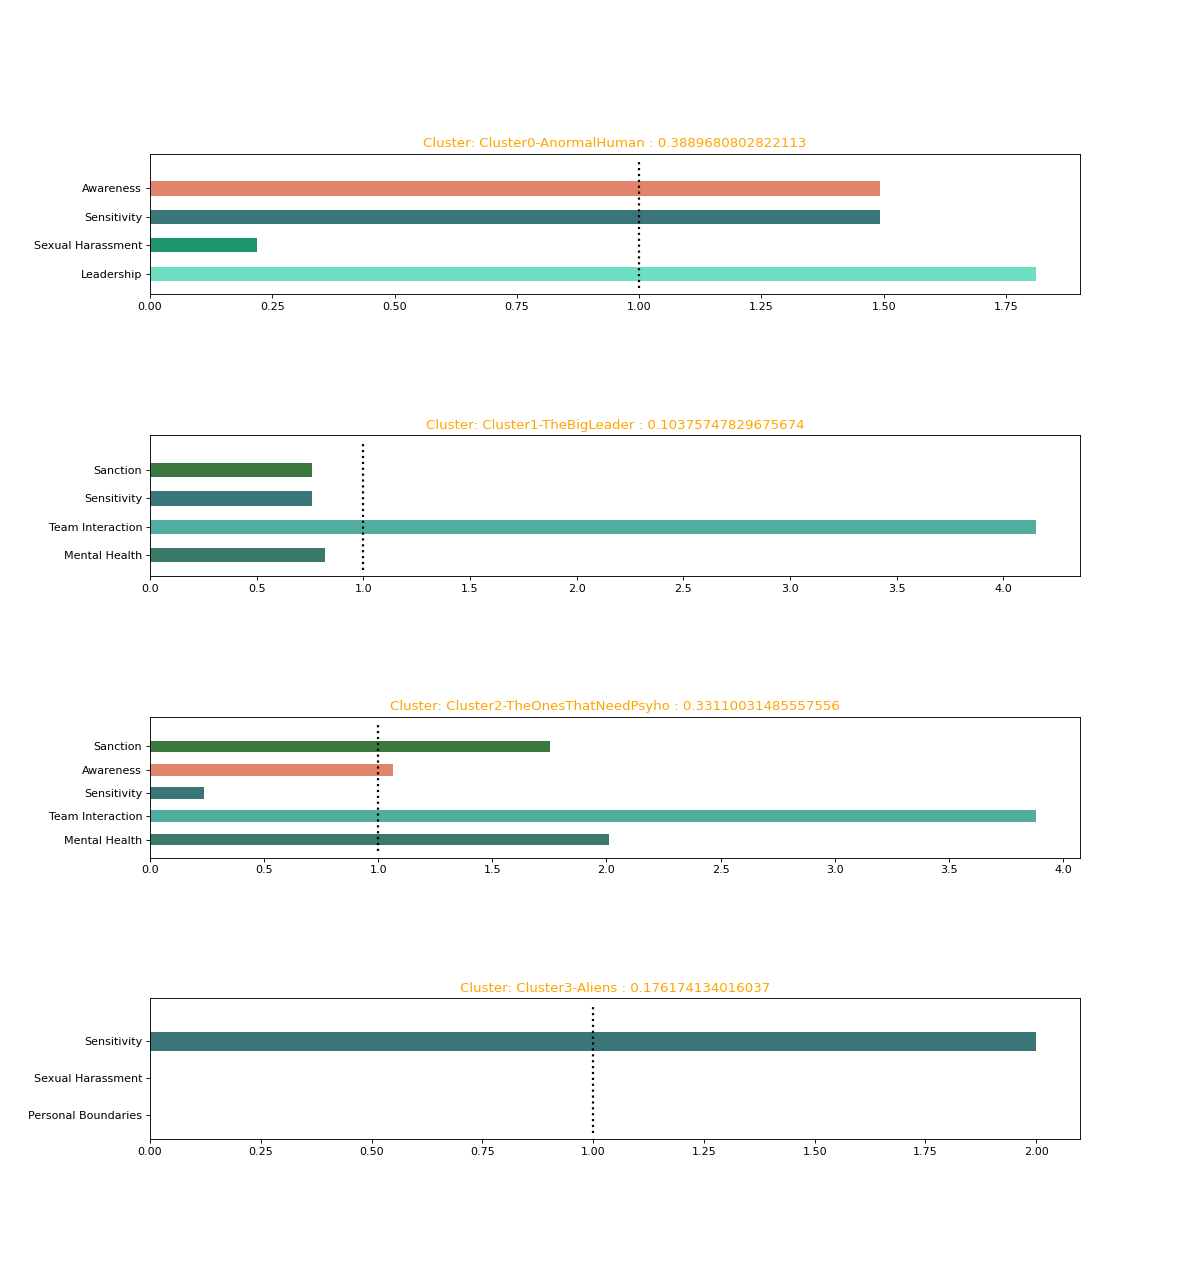 Cluster: Cluster0-AnormalHuman : 0.3889680802822113
Awareness
Sensitivity
Sexual Harassment
Leadership
0.00 0.25 0.50 0.75 1.00 1.25 1.50 1.75
Cluster: Cluster1-TheBigLeader : 0.10375747829675674
Sanction
Sensitivity
Team Interaction
Mental Health
0.0 0.5 1.0 1.5 2.0 2.5 3.0 3.5 4.0
Cluster: Cluster2-TheOnesThatNeedPsyho : 0.33110031485557556
Sanction
Awareness
Sensitivity
Team Interaction
Mental Health
0.0 0.5 1.0 1.5 2.0 2.5 3.0 3.5 4.0
Cluster: Cluster3-Aliens : 0.176174134016037
Sensitivity
Sexual Harassment
Personal Boundaries
0.00 0.25 0.50 0.75 1.00 1.25 1.50 1.75 2.00